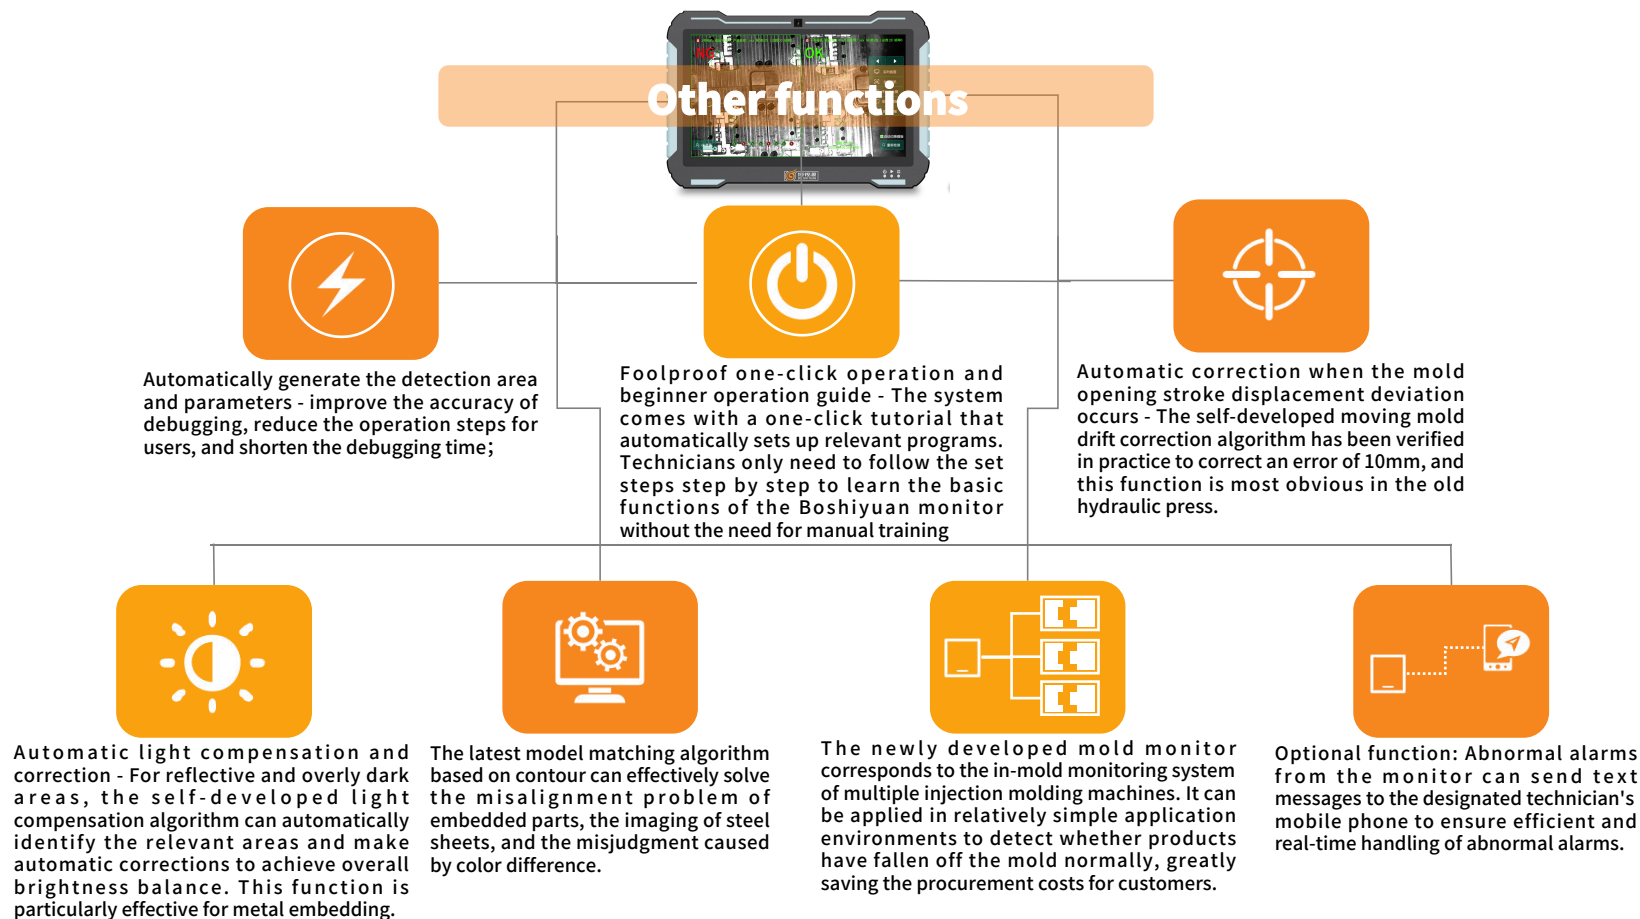 NG
OK
Other functions
Automatically generate the detection area
and parameters - improve the accuracy of
debugging, reduce the operation steps for
users, and shorten the debugging time；
Foolproof one-click operation and
beginner operation guide - The system
comes with a one-click tutorial that
automatically sets up relevant programs.
Technicians only need to follow the set
steps step by step to learn the basic
functions of the Boshiyuan monitor
without the need for manual training
Automatic correction when the mold
opening stroke displacement deviation
occurs - The self-developed moving mold
drift correction algorithm has been verified
in practice to correct an error of 10mm, and
this function is most obvious in the old
hydraulic press.
Automatic light compensation and
correction - For reflective and overly dark
areas, the self-developed light
compensation algorithm can automatically
identify the relevant areas and make
automatic corrections to achieve overall
brightness balance. This function is
particularly effective for metal embedding.
The latest model matching algorithm
based on contour can effectively solve
the misalignment problem of
embedded parts, the imaging of steel
sheets, and the misjudgment caused
by color difference.
The newly developed mold monitor
corresponds to the in-mold monitoring system
of multiple injection molding machines. It can
be applied in relatively simple application
environments to detect whether products
have fallen off the mold normally, greatly
saving the procurement costs for customers.
Optional function: Abnormal alarms
from the monitor can send text
messages to the designated technician's
mobile phone to ensure efficient and
real-time handling of abnormal alarms.